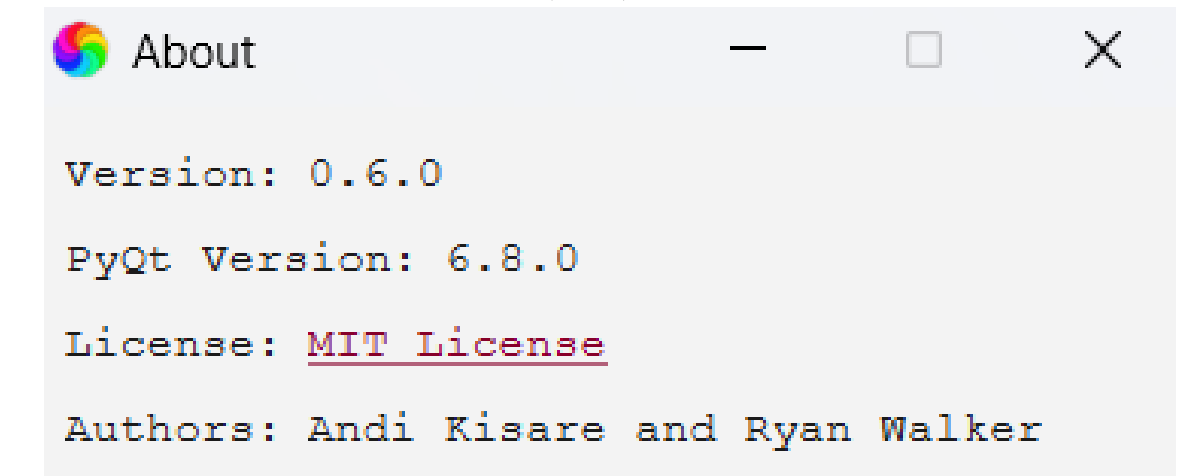 About
Version: 0.6.0
PyQt Version: 6.8.0
License: MIT License
Authors: Andi Kisare and Ryan Walker